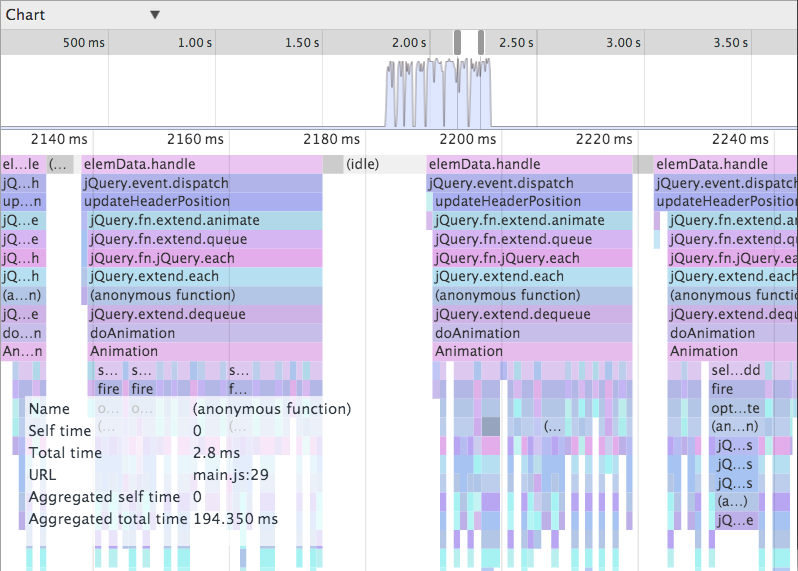 Chart ▼
500 ms 1.00 s 1.50 s 2.00 s 2.50 s 3.00 s 3.50 s
2140 ms 2160 ms 2180 ms 2200 ms 2220 ms 2240 ms
el...le (... elemData.handle (idle) elemData.handle elemData.handle
jQ...h jQuery.event.dispatch jQuery.event.dispatch jQuery.event.dispatch
up...n updateHeaderPosition updateHeaderPosition updateHeaderPosition
jQ...e jQuery.fn.extend.animate jQuery.fn.extend.animate jQuery.fn.extend.ar
jQ...e jQuery.fn.extend.queue jQuery.fn.extend.queue jQuery.fn.extend.qu
jQ...h jQuery.fn.jQuery.each jQuery.fn.jQuery.each jQuery.fn.jQuery.ea
jQ...h jQuery.extend.each jQuery.extend.each jQuery.extend.each
(a...n) (anonymous function) (anonymous function) (anonymous functio
jQ...e jQuery.extend.dequeue jQuery.extend.dequeue jQuery.extend.dequ
do...n doAnimation doAnimation doAnimation
An...n Animation Animation Animation
s... s... s... sel...dd
fire fire f... fire
o... o... opt...te
(... (... (... (an...n)
jQ...s
jQ...s
jQ...s
(a...)
jQ...e
Name (anonymous function)
Self time 0
Total time 2.8 ms
URL main.js:29
Aggregated self time 0
Aggregated total time 194.350 ms